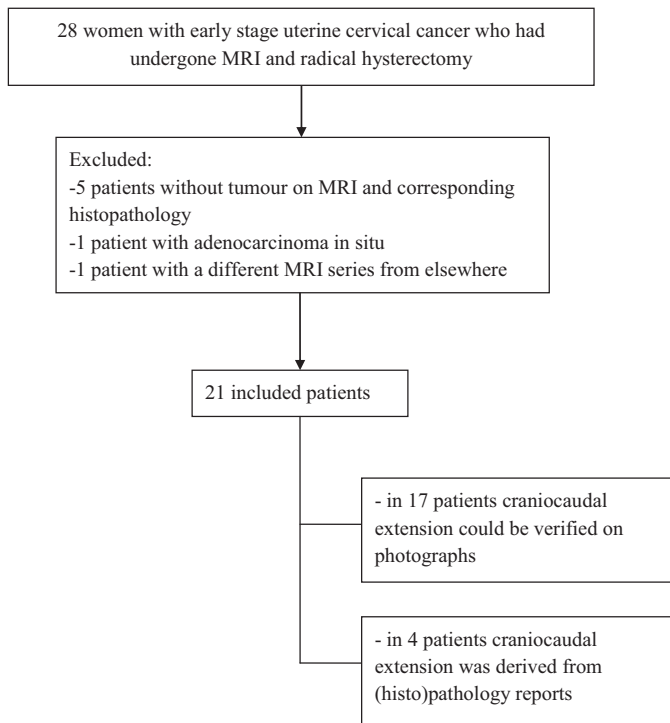 28 women with early stage uterine cervical cancer who had
undergone MRI and radical hysterectomy
Excluded:
-5 patients without tumour on MRI and corresponding
histopathology
-1 patient with adenocarcinoma in situ
-1 patient with a different MRI series from elsewhere
21 included patients
- in 17 patients craniocaudal
extension could be verified on
photographs
- in 4 patients craniocaudal
extension was derived from
(histo)pathology reports